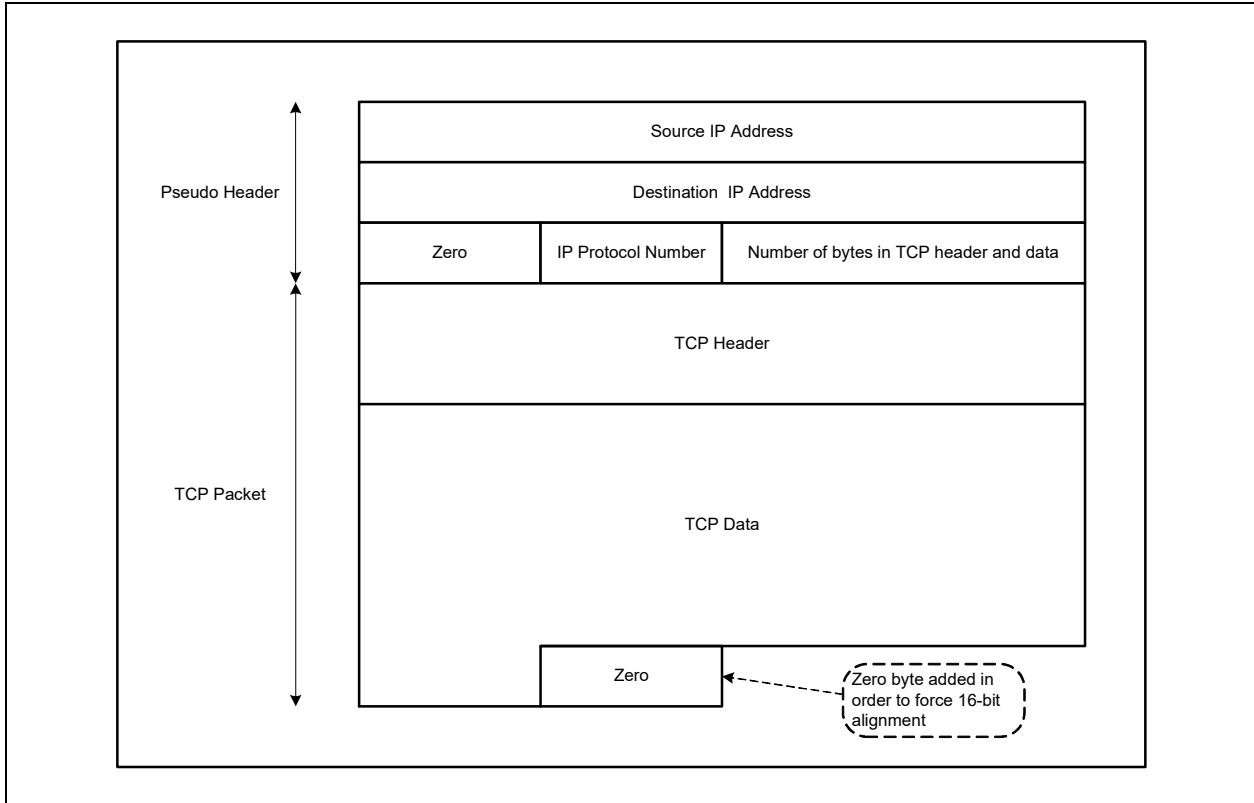 Source IP Address
Pseudo Header
Destination IP Address
Zero
IP Protocol Number
Number of bytes in TCP header and data
TCP Header
TCP Packet
TCP Data
Zero
Zero byte added in
order to force 16-bit
alignment